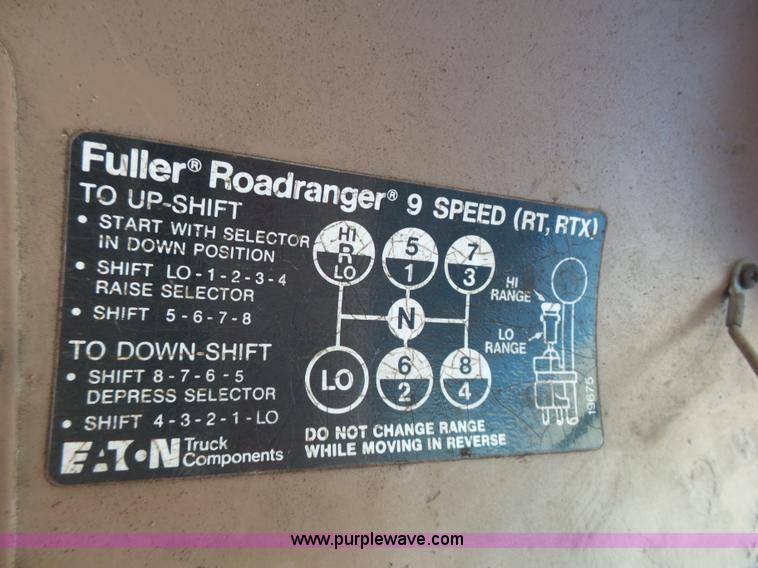 Fuller® Roadranger® 9 SPEED (RT, RTX)
TO UP-SHIFT
• START WITH SELECTOR
IN DOWN POSITION
• SHIFT LO-1-2-3-4
RAISE SELECTOR
• SHIFT 5-6-7-8
TO DOWN-SHIFT
• SHIFT 8-7-6-5
DEPRESS SELECTOR
• SHIFT 4-3-2-1-LO
EATON Truck
Components
HI
R
LO
5
1
7
3
N
LO
6
2
8
4
DO NOT CHANGE RANGE
WHILE MOVING IN REVERSE
HI
RANGE
LO
RANGE
19675
www.purplewave.com